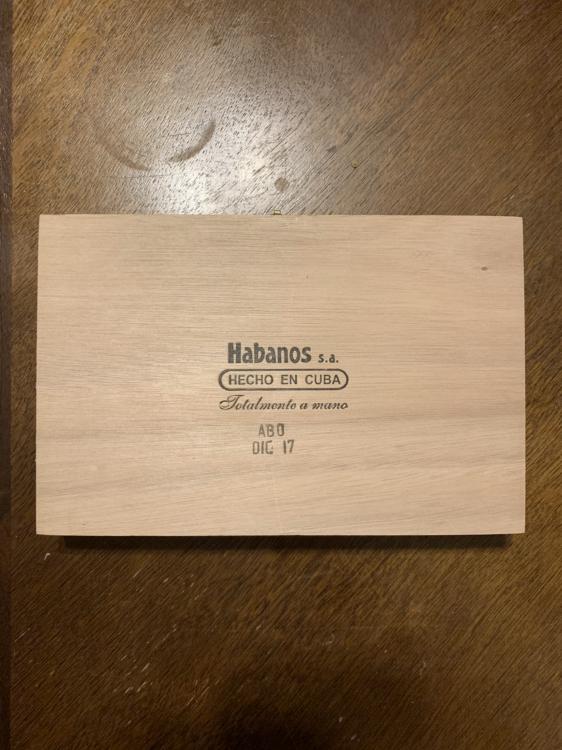 Habanos s.a.
HECHO EN CUBA
Totalmente a mano
ABO
DIC 17